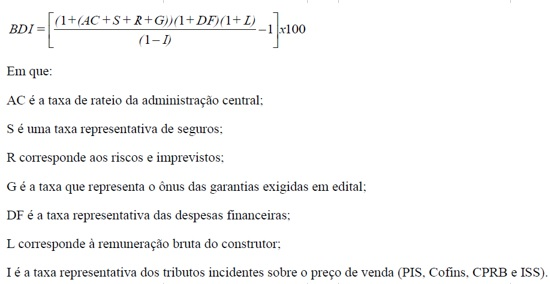 BDI = [ (1+(AC+S+R+G))(1+DF)(1+L) / (1-I) -1 ] x100
Em que:
AC é a taxa de rateio da administração central;
S é uma taxa representativa de seguros;
R corresponde aos riscos e imprevistos;
G é a taxa que representa o ônus das garantias exigidas em edital;
DF é a taxa representativa das despesas financeiras;
L corresponde à remuneração bruta do construtor;
I é a taxa representativa dos tributos incidentes sobre o preço de venda (PIS, Cofins, CPRB e ISS).